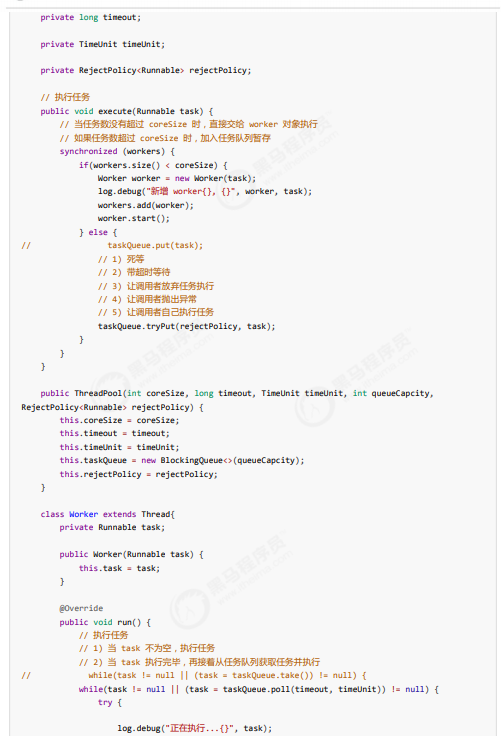 private long timeout;
private TimeUnit timeUnit;
private RejectPolicy<Runnable> rejectPolicy;
// 执行任务
public void execute(Runnable task) {
// 当任务数没有超过 coreSize 时，直接交给 worker 对象执行
// 如果任务数超过 coreSize 时，加入任务队列暂存
synchronized (workers) {
if(workers.size() < coreSize) {
Worker worker = new Worker(task);
log.debug("新增 worker{}, {}", worker, task);
workers.add(worker);
worker.start();
} else {
// taskQueue.put(task);
// 1) 死等
// 2) 带超时等待
// 3) 让调用者放弃任务执行
// 4) 让调用者抛出异常
// 5) 让调用者自己执行任务
taskQueue.tryPut(rejectPolicy, task);
}
}
}
public ThreadPool(int coreSize, long timeout, TimeUnit timeUnit, int queueCapcity,
RejectPolicy<Runnable> rejectPolicy) {
this.coreSize = coreSize;
this.timeout = timeout;
this.timeUnit = timeUnit;
this.taskQueue = new BlockingQueue<>(queueCapcity);
this.rejectPolicy = rejectPolicy;
}
class Worker extends Thread{
private Runnable task;
public Worker(Runnable task) {
this.task = task;
}
@Override
public void run() {
// 执行任务
// 1) 当 task 不为空，执行任务
// 2) 当 task 执行完毕，再接着从任务队列获取任务并执行
// while(task != null || (task = taskQueue.take()) != null) {
while(task != null || (task = taskQueue.poll(timeout, timeUnit)) != null) {
try {
log.debug("正在执行...{}", task);